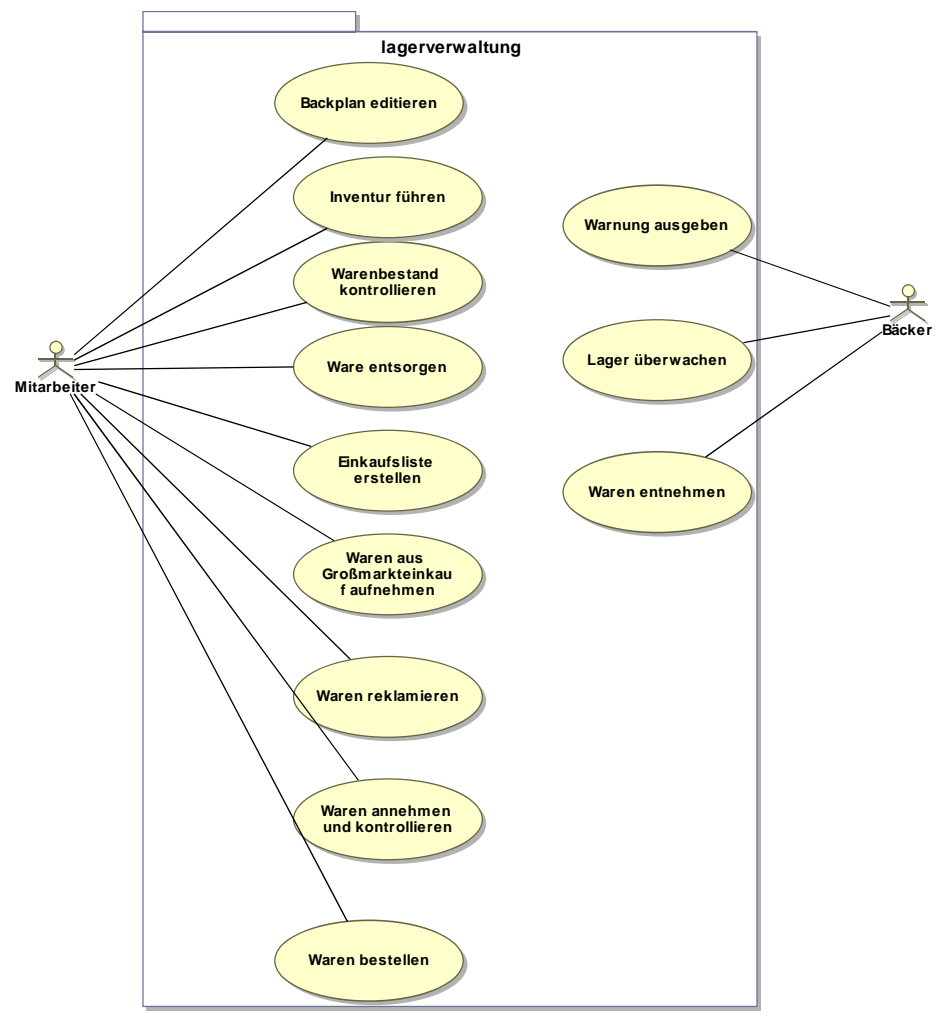 lagerverwaltung
Backplan editieren
Inventur führen
Warenbestand
kontrollieren
Ware entsorgen
Einkaufsliste
erstellen
Waren aus
Großmarkteinkau
f aufnehmen
Waren reklamieren
Waren annehmen
und kontrollieren
Waren bestellen
Warnung ausgeben
Lager überwachen
Waren entnehmen
Mitarbeiter
Bäcker